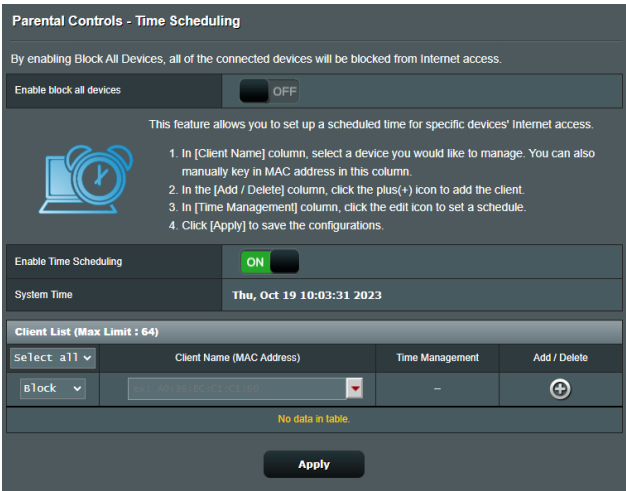 Parental Controls - Time Scheduling
By enabling Block All Devices, all of the connected devices will be blocked from Internet access.
Enable block all devices
OFF
This feature allows you to set up a scheduled time for specific devices' Internet access.
1. In [Client Name] column, select a device you would like to manage. You can also
manually key in MAC address in this
column.
2. In the [Add / Delete] column, click the plus(+) icon to add the client.
3. In [Time Management] column, click the edit icon to set a schedule.
4. Click [Apply] to save the configurations.
Enable Time Scheduling
ON
System Time
Thu, Oct 19 10:03:31 2023
Client List (Max Limit : 64)
Select all
Client Name (MAC Address)
Time Management
Add / Delete
Block
ex:
–
No data in table.
Apply